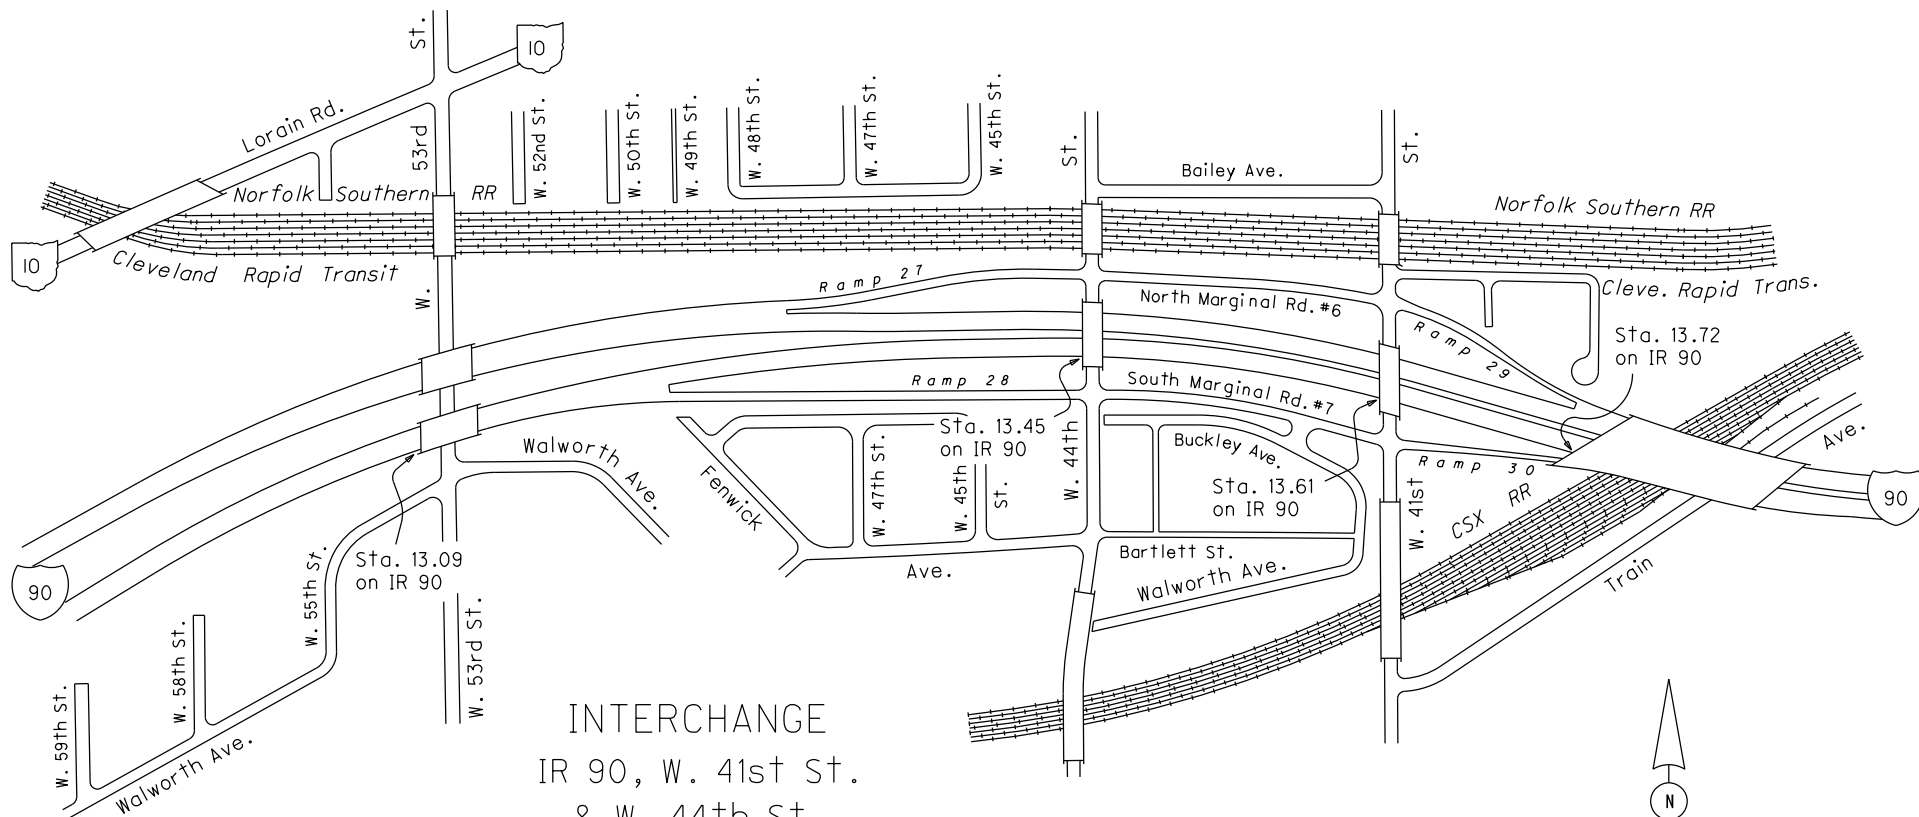 St.
10
Lorain Rd.
53rd
W. 52nd St.
W. 50th St.
W. 49th St.
W. 48th St.
W. 47th St.
W. 45th St.
St.
St.
Bailey Ave.
Norfolk Southern RR
Norfolk Southern RR
10
Cleveland Rapid Transit
W.
Ramp 27
North Marginal Rd. #6
Cleve. Rapid Trans.
Ramp 29
Sta. 13.72
on IR 90
Ramp 28
South Marginal Rd. #7
Sta. 13.45
on IR 90
W. 44th
Buckley Ave.
Ave.
Walworth Ave.
Fenwick
W. 47th St.
W. 45th
St.
Sta. 13.61
on IR 90
Ramp 30
W. 41st
CSX RR
90
Sta. 13.09
on IR 90
Ave.
Bartlett St.
Walworth Ave.
Train
90
W. 55th St.
W. 53rd St.
W. 58th St.
W. 59th St.
Walworth Ave.
INTERCHANGE
IR 90, W. 41st St.
& W. 44th St.
N